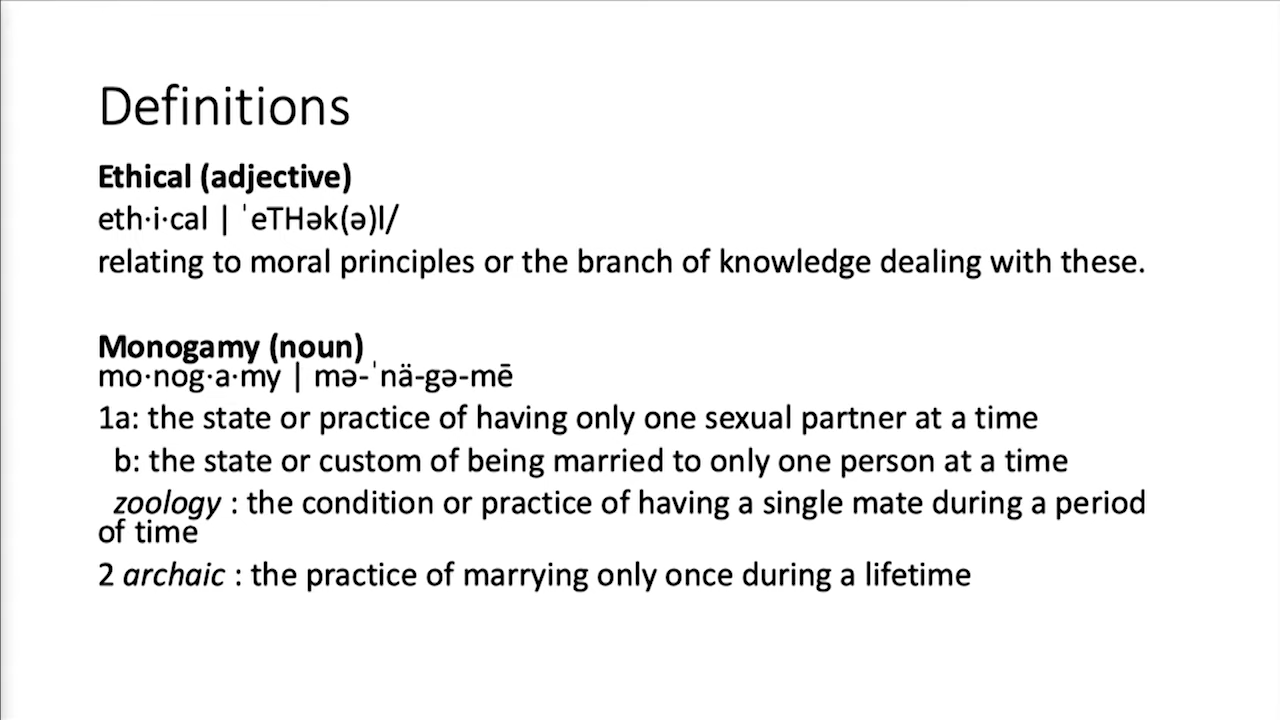 Definitions
Ethical (adjective)
eth·i·cal | ˈeTHək(ə)l/
relating to moral principles or the branch of knowledge dealing with these.
Monogamy (noun)
mo·nog·a·my | mə-ˈnä-gə-mē
1a: the state or practice of having only one sexual partner at a time
b: the state or custom of being married to only one person at a time
zoology : the condition or practice of having a single mate during a period
of time
2 archaic : the practice of marrying only once during a lifetime